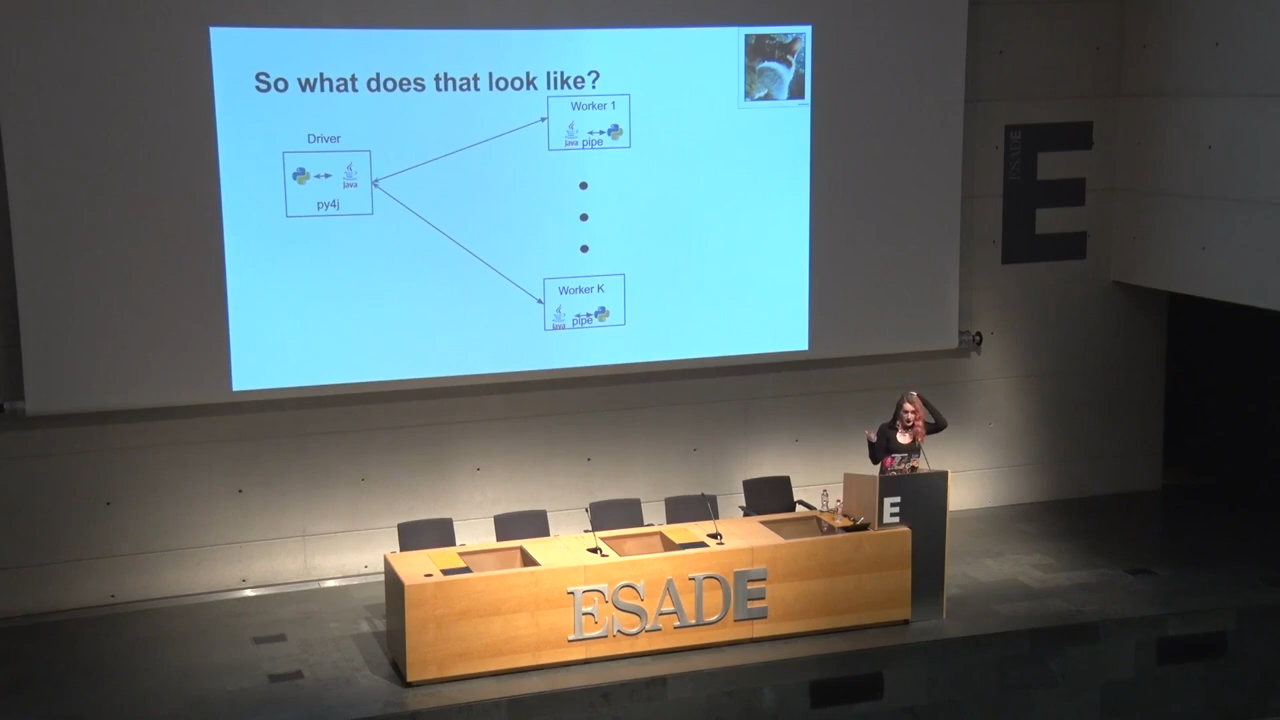 So what does that look like?
Driver
Java
py4j
Worker 1
Java
pipe
Worker K
Java
pipe
ESADE
E
E
ESADE